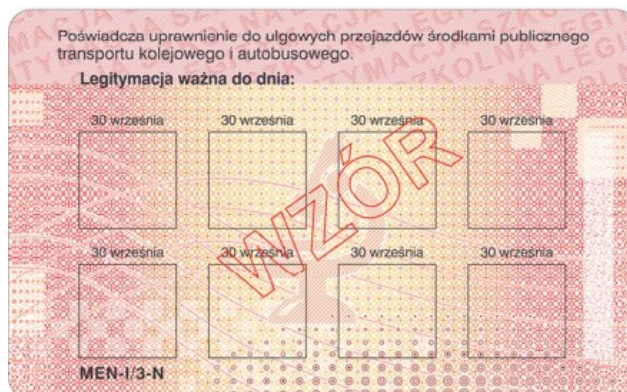 Poświadcza uprawnienie do ulgowych przejazdów środkami publicznego
transportu kolejowego i autobusowego.
Legitymacja ważna do dnia:
30 września 30 września 30 września 30 września
WZÓR
30 września 30 września 30 września 30 września
MEN-I/3-N